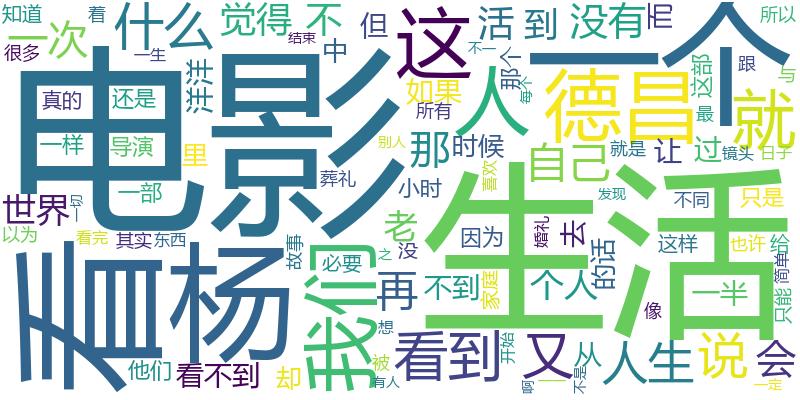 知道
着
什么
觉得
不
但
这
活
到
没有
而
一个
所以
一次
很多
一生
洋洋
结束
中
不一
那个
每个
这部
跟
与
电影
真的
还是
如果
所有
人
德昌
最
就
一样
导演
里
那
时候
就是
让
过
镜头
日子
别人
自己
喜欢
世界
一切
一部
葬礼
小时
老
生活
发现
不同
只是
以为
看完
其实
东西
故事
我们
必要
之
没
因为
婚礼
去
的话
这样
也许
给
看
杨
再
不到
家庭
个人
一半
简单
只能
想
像
他们
看不到
却
被
有人
看到
开始
又
从
人生
说
会
啊
一一
不是
一定